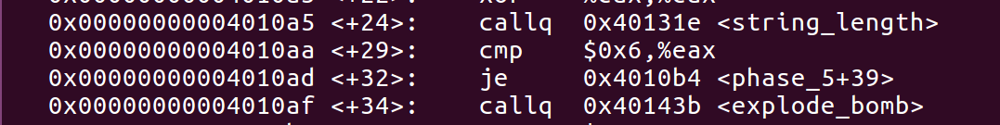 0x00000000004010a5 <+24>: callq 0x40131e <string_length>
0x00000000004010aa <+29>: cmp $0x6,%eax
0x00000000004010ad <+32>: je 0x4010b4 <phase_5+39>
0x00000000004010af <+34>: callq 0x40143b <explode_bomb>